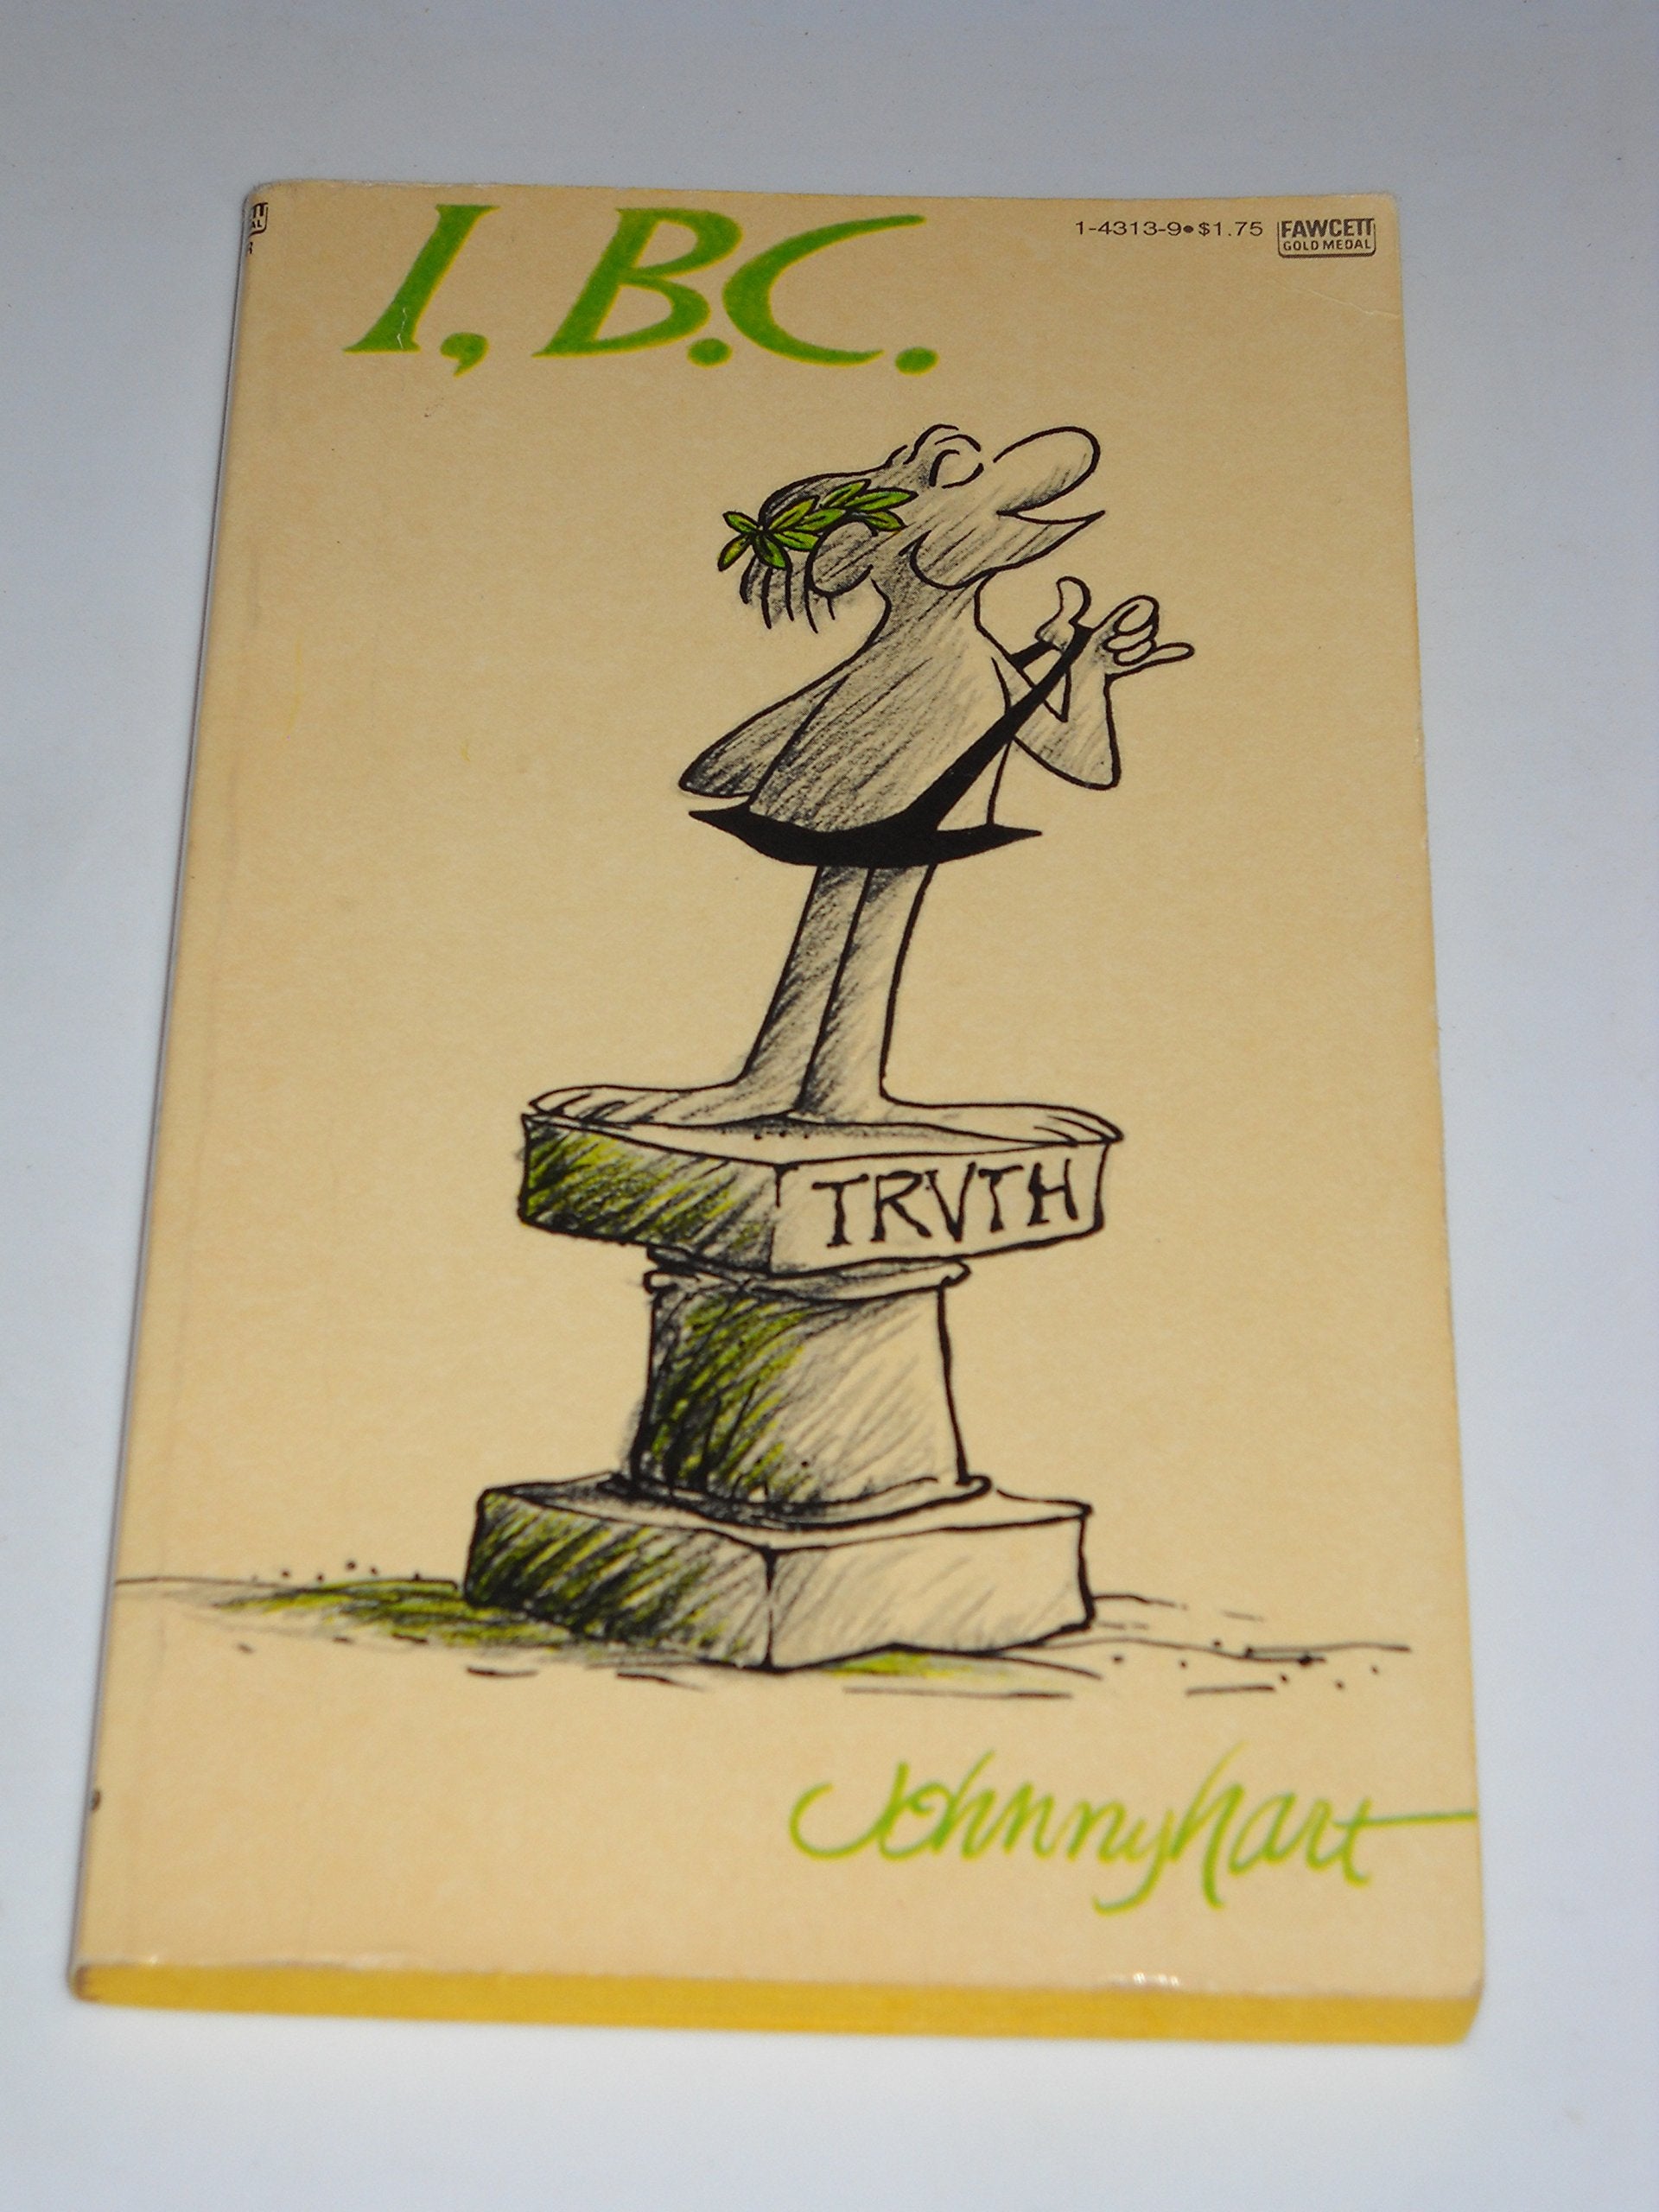 I, B.C.
1-4313-9•$1.75
FAWCETT
GOLD MEDAL
TRVTH
Johnny hart